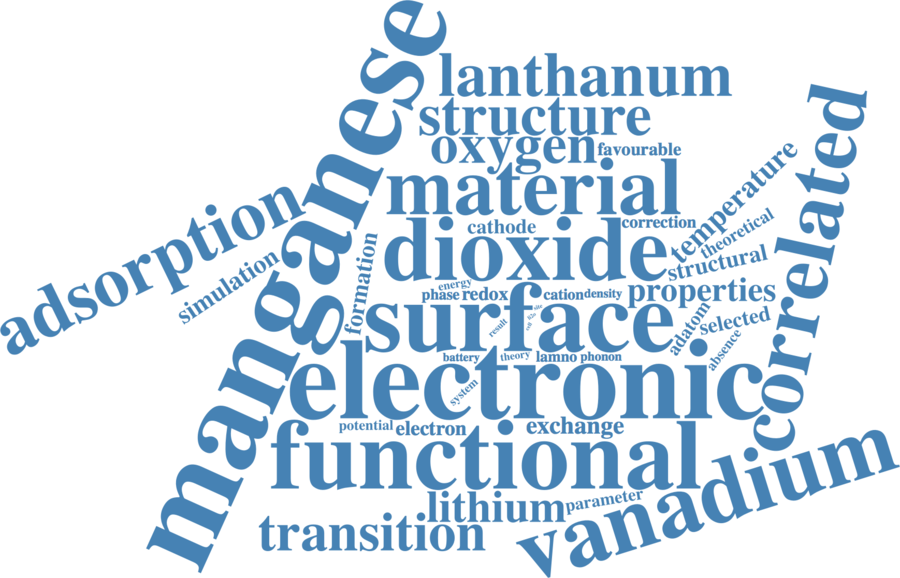 manganese
lanthanum
structure
oxygen
favourable
material
correlated
temperature
adsorption
cathode
correction
theoretical
dioxide
structural
simulation
formation
energy
phase
redox
cation
density
properties
surface
result
adatom
selected
absence
battery
theory
lamno
phonon
electronic
system
potential
electron
exchange
functional
lithium
parameter
vanadium
transition